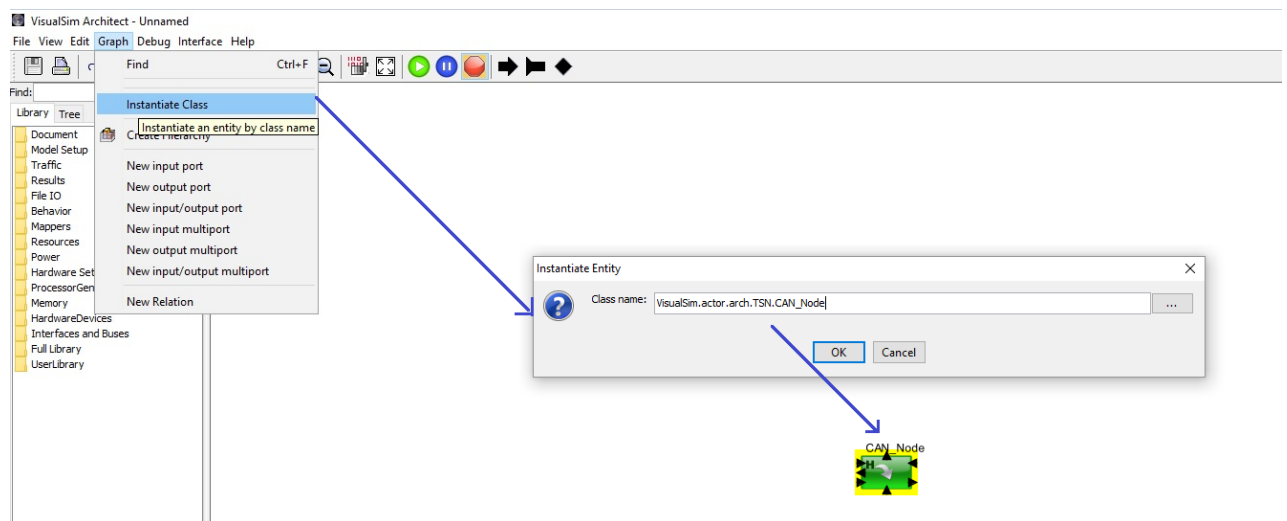 VisualSim Architect - Unnamed
File View Edit Graph Debug Interface Help
Find Ctrl+F
Find:
Instantiate Class
Library Tree
Instantiate an entity by class name
Document
Create Hierarchy
Model Setup
Traffic
New input port
Results
New output port
File IO
New input/output port
Behavior
Mappers
New input multiport
Resources
New output multiport
Power
New input/output multiport
Hardware Set
ProcessorGen
Memory
New Relation
HardwareDevices
Interfaces and Buses
Full Library
UserLibrary
Instantiate Entity
Class name: VisualSim.actor.arch.TSN.CAN_Node ...
OK Cancel
CAN_Node
H